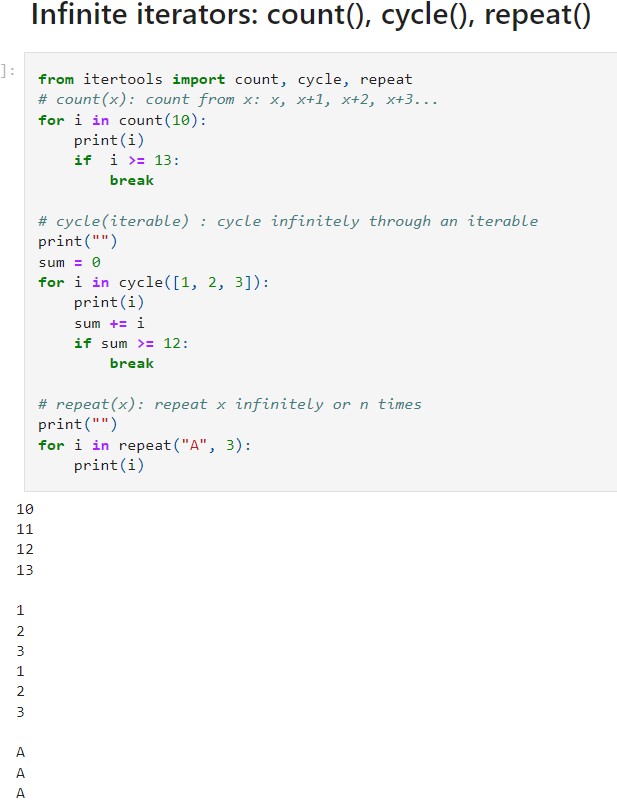 Infinite iterators: count(), cycle(), repeat()
]:
from itertools import count, cycle, repeat
# count(x): count from x: x, x+1, x+2, x+3...
for i in count(10):
    print(i)
    if  i >= 13:
        break

# cycle(iterable) : cycle infinitely through an iterable
print("")
sum = 0
for i in cycle([1, 2, 3]):
    print(i)
    sum += i
    if sum >= 12:
        break

# repeat(x): repeat x infinitely or n times
print("")
for i in repeat("A", 3):
    print(i)
10
11
12
13

1
2
3
1
2
3

A
A
A